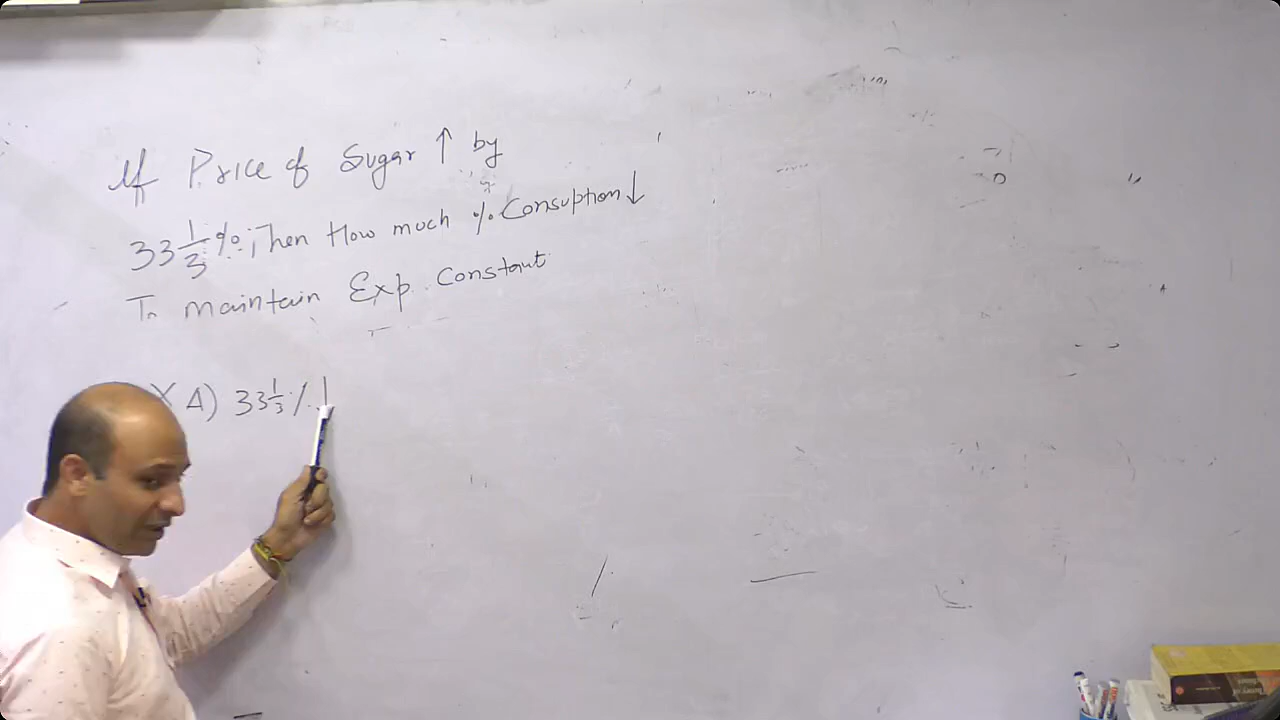 If Price of Sugar ↑ by
33 1/3 %, Then How much % Consuption ↓
To maintain Exp. Constant
X A) 33 1/3 % ↓